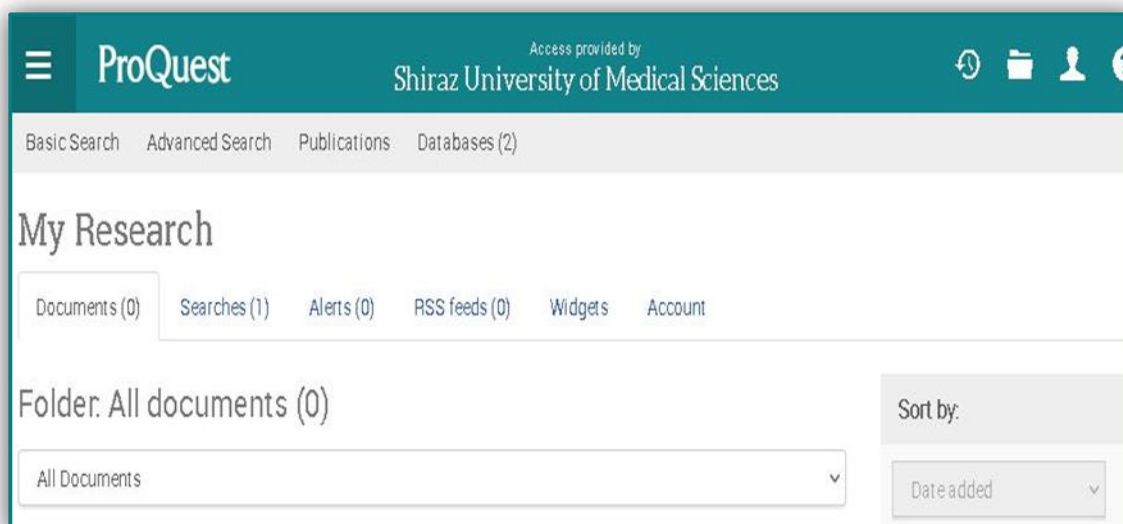 ProQuest
Access provided by
Shiraz University of Medical Sciences
Basic Search Advanced Search Publications Databases (2)
My Research
Documents (0) Searches (1) Alerts (0) RSS feeds (0) Widgets Account
Folder: All documents (0)
Sort by:
All Documents
Date added